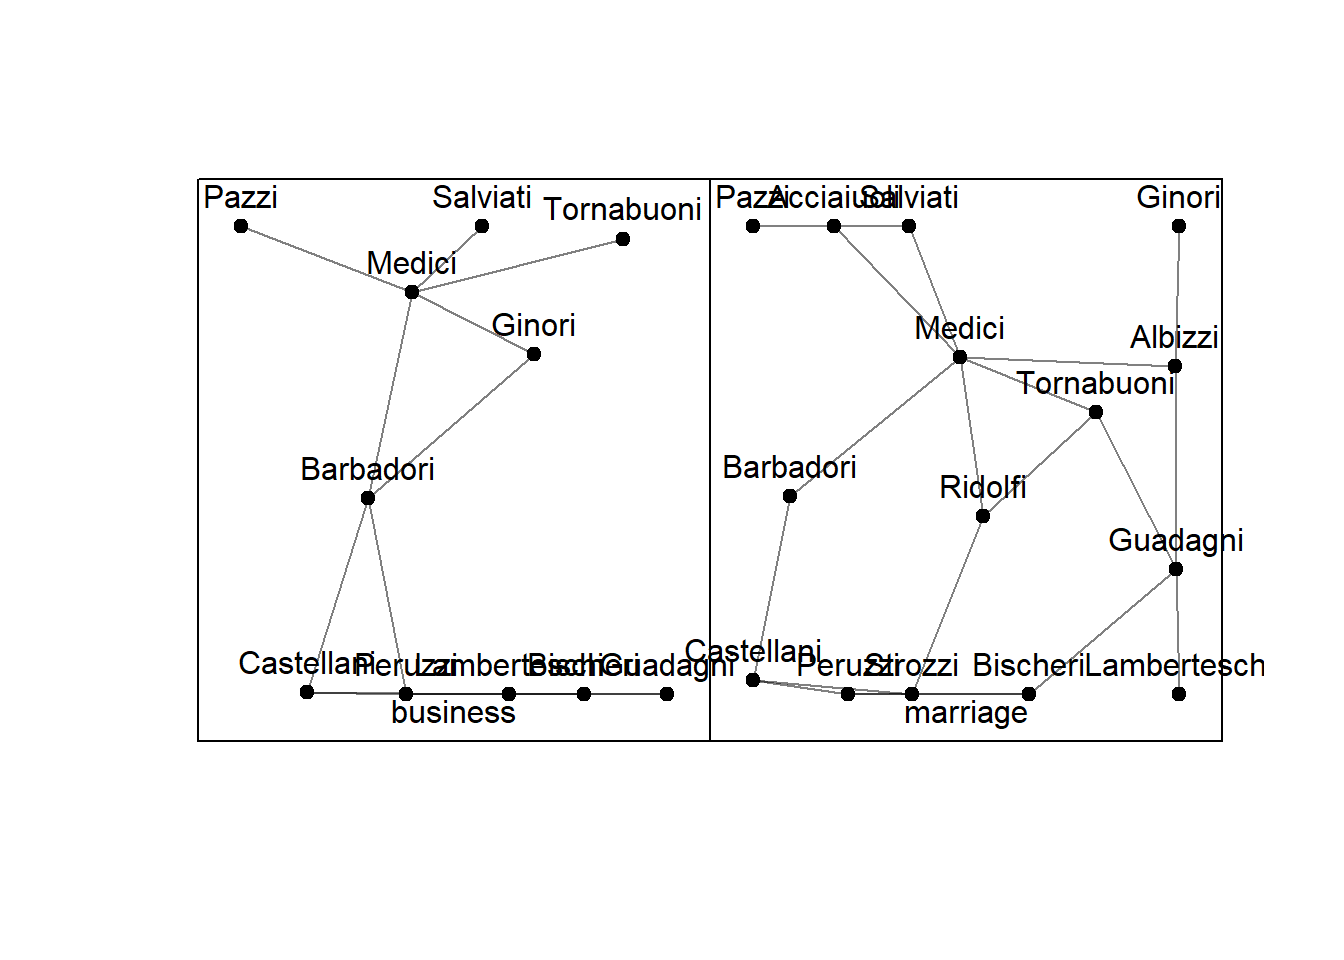 Pazzi
Salviati
Tornabuoni
Medici
Ginori
Barbadori
Castellani
Peruzzi
Lamberteschi
Bischeri
Guadagni
business
Pazzi
Acciaiuoli
Salviati
Ginori
Medici
Albizzi
Tornabuoni
Barbadori
Ridolfi
Guadagni
Castellani
Peruzzi
Strozzi
Bischeri
Lambertesch
marriage